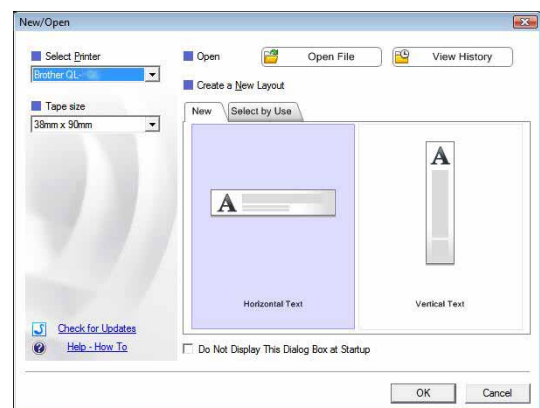 New/Open
Select Printer
Brother QL-
Tape size
38mm x 90mm
Check for Updates
Help - How To
Open
Open File
View History
Create a New Layout
New
Select by Use
A
Horizontal Text
A
Vertical Text
Do Not Display This Dialog Box at Startup
OK
Cancel